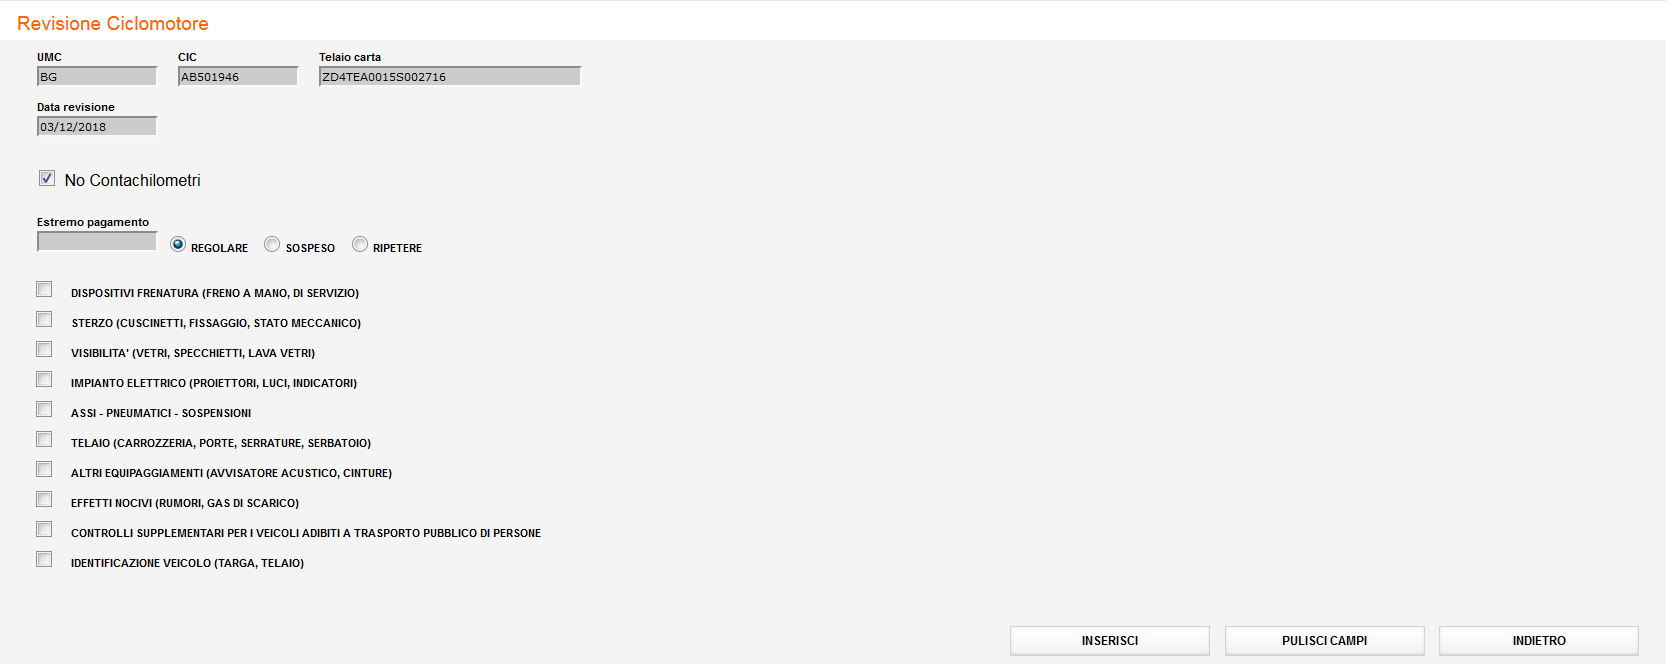 Revisione Ciclomotore
UMC CIC Telaio carta
BG AB501946 ZD4TEA0015S002716
Data revisione
03/12/2018
No Contachilometri
Estremo pagamento
REGOLARE SOSPESO RIPETERE
DISPOSITIVI FRENATURA (FRENO A MANO, DI SERVIZIO)
STERZO (CUSCINETTI, FISSAGGIO, STATO MECCANICO)
VISIBILITA' (VETRI, SPECCHIETTI, LAVA VETRI)
IMPIANTO ELETTRICO (PROIETTORI, LUCI, INDICATORI)
ASSI - PNEUMATICI - SOSPENSIONI
TELAIO (CARROZZERIA, PORTE, SERRATURE, SERBATOIO)
ALTRI EQUIPAGGIAMENTI (AVVISATORE ACUSTICO, CINTURE)
EFFETTI NOCIVI (RUMORI, GAS DI SCARICO)
CONTROLLI SUPPLEMENTARI PER I VEICOLI ADIBITI A TRASPORTO PUBBLICO DI PERSONE
IDENTIFICAZIONE VEICOLO (TARGA, TELAIO)
INSERISCI PULISCI CAMPI INDIETRO